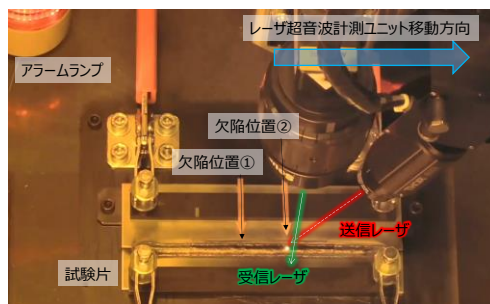 レーザ超音波計測ユニット移動方向
アラームランプ
欠陥位置②
欠陥位置①
送信レーザ
試験片
受信レーザ